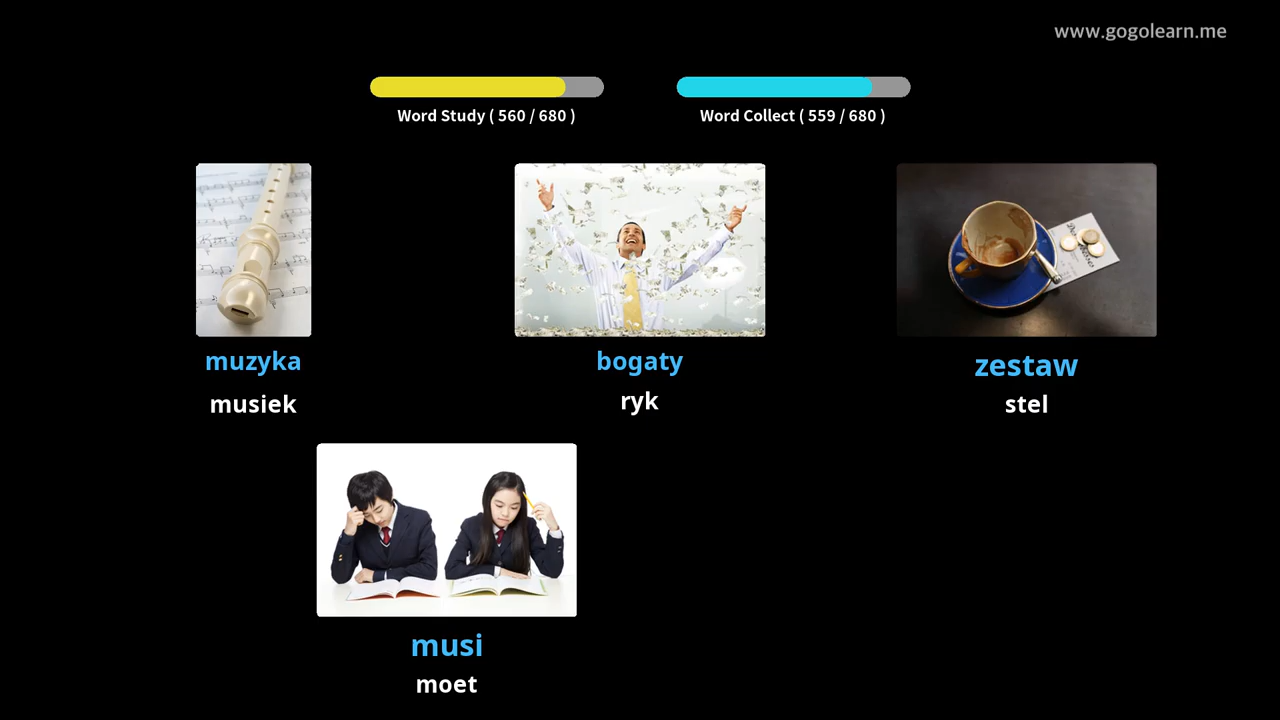 www.gogolearn.me
Word Study ( 560 / 680 )
Word Collect ( 559 / 680 )
muzyka
musiek
bogaty
ryk
zestaw
stel
musi
moet